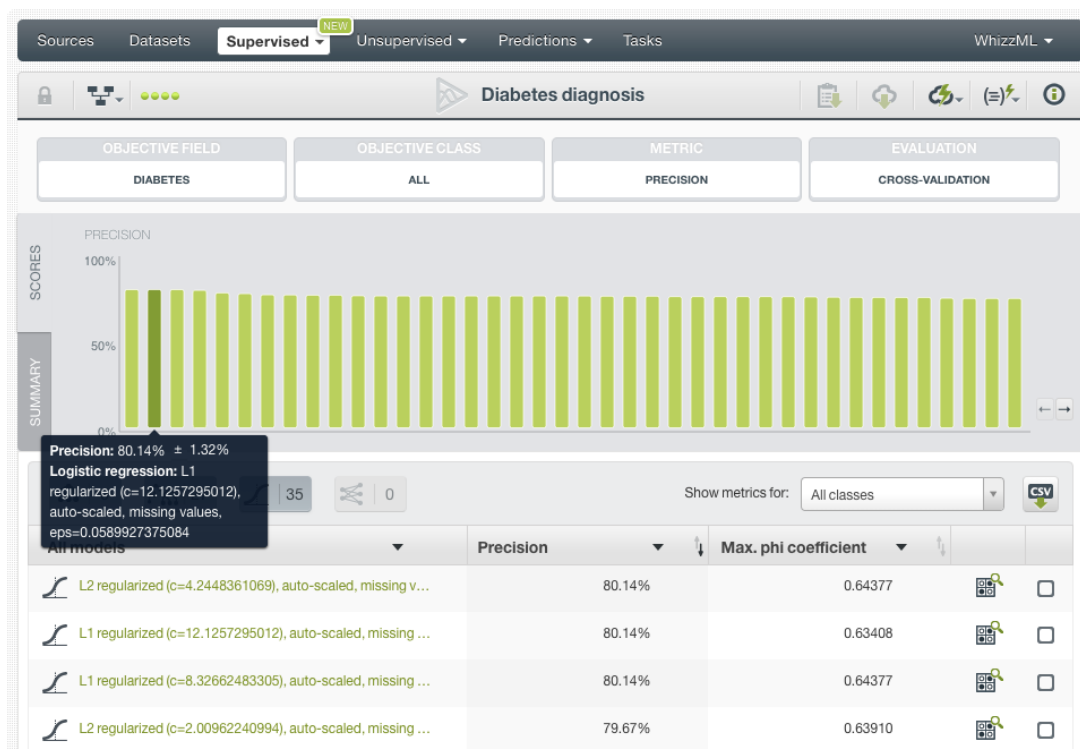 NEW
Sources Datasets Supervised Unsupervised Predictions Tasks WhizzML
Diabetes diagnosis
OBJECTIVE FIELD OBJECTIVE CLASS METRIC EVALUATION
DIABETES ALL PRECISION CROSS-VALIDATION
SCORES
SUMMARY
PRECISION
100%
50%
0%
Precision: 80.14% ± 1.32%
Logistic regression: L1
regularized (c=12.1257295012),
auto-scaled, missing values,
eps=0.0589927375084
35 0 Show metrics for: All classes CSV
All models Precision Max. phi coefficient
L2 regularized (c=4.2448361069), auto-scaled, missing v... 80.14% 0.64377
L1 regularized (c=12.1257295012), auto-scaled, missing ... 80.14% 0.63408
L1 regularized (c=8.32662483305), auto-scaled, missing ... 80.14% 0.64377
L2 regularized (c=2.00962240994), auto-scaled, missing ... 79.67% 0.63910